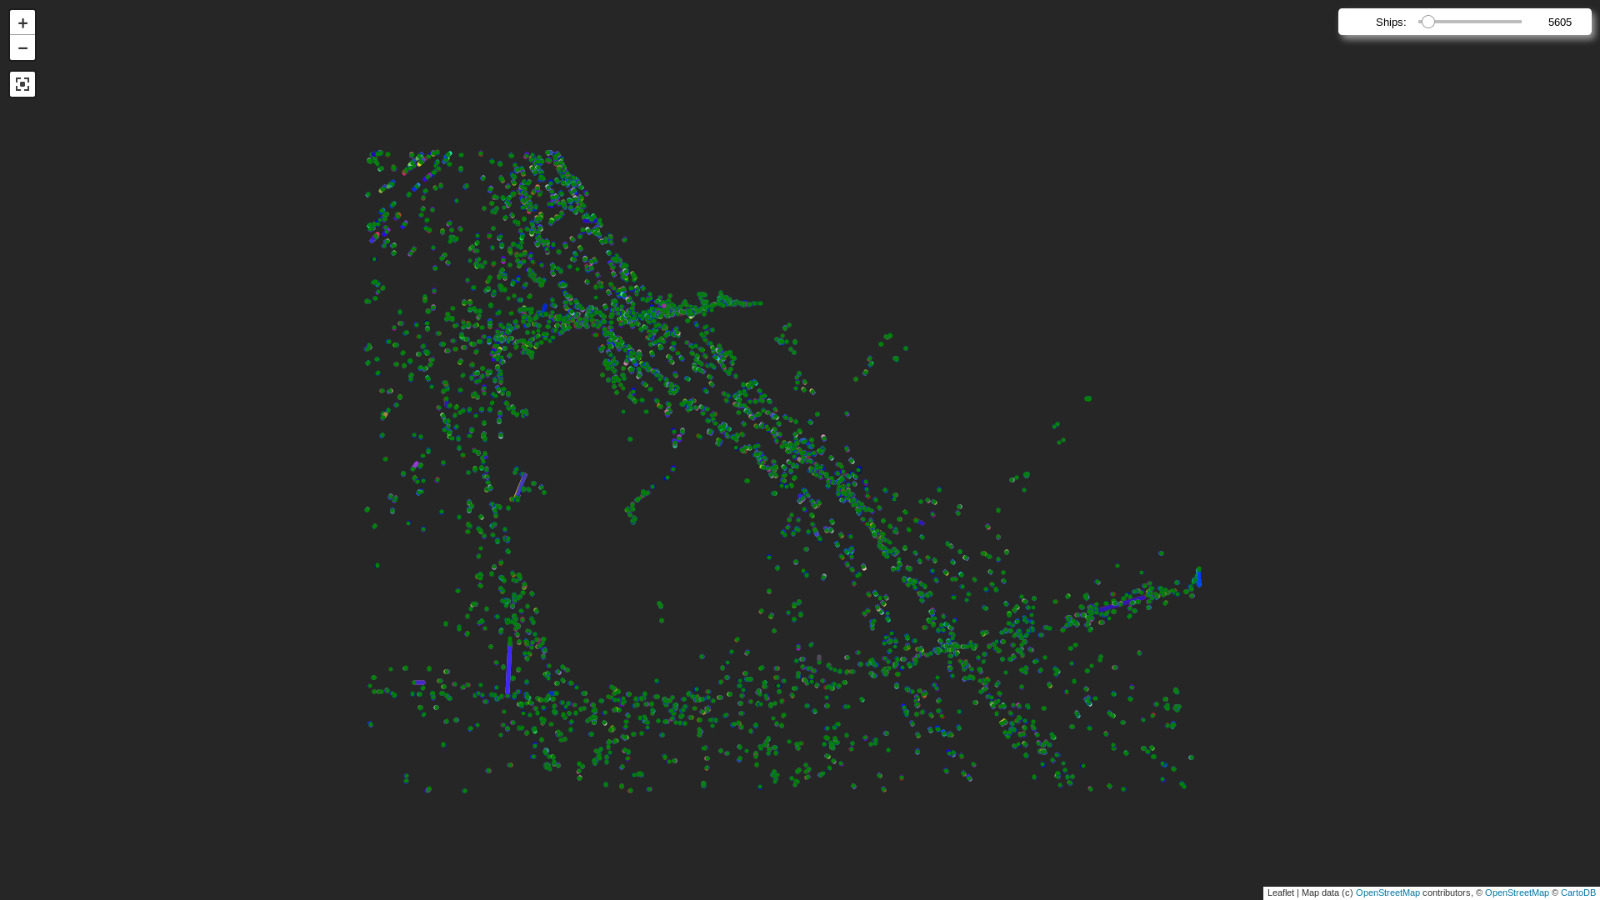 +
Ships: 5605
−
Leaflet | Map data (c) OpenStreetMap contributors, © OpenStreetMap © CartoDB